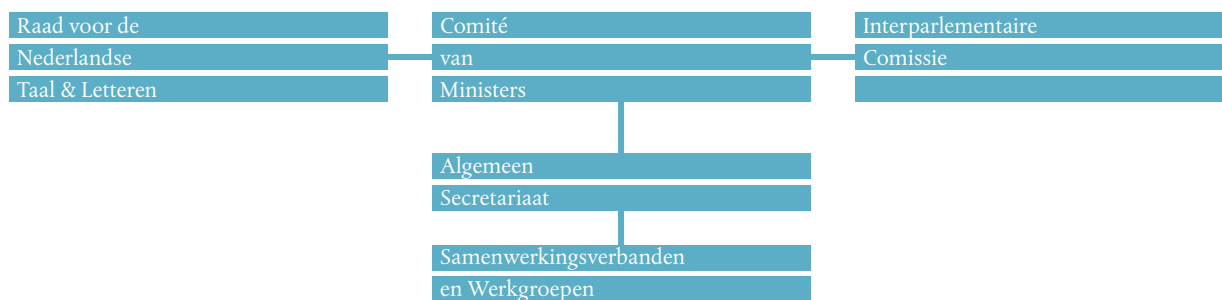 Raad voor de
Nederlandse
Taal & Letteren
Comité
van
Ministers
Interparlementaire
Comissie
Algemeen
Secretariaat
Samenwerkingsverbanden
en Werkgroepen